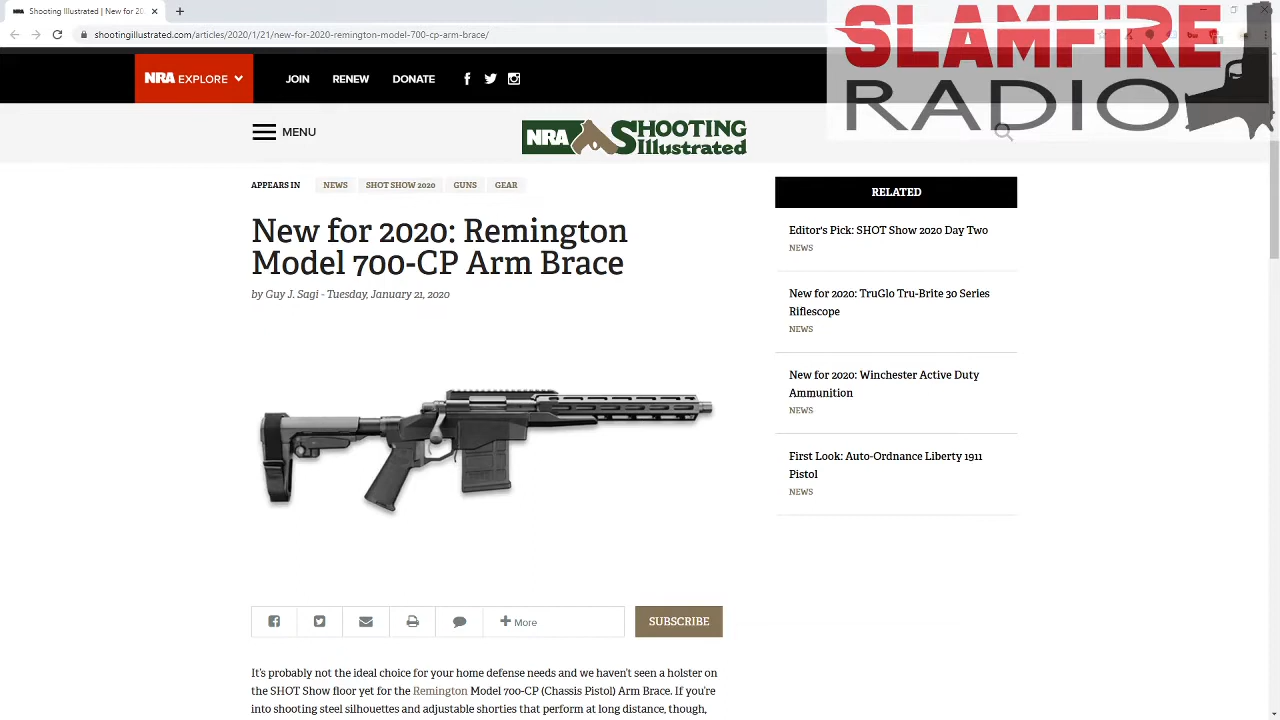 Shooting Illustrated | New for 20
shootingillustrated.com/articles/2020/1/21/new-for-2020-remington-model-700-cp-arm-brace/
SLAMFIRE
RADIO
NRA EXPLORE
JOIN
RENEW
DONATE
MENU
NRA SHOOTING
Illustrated
APPEARS IN
NEWS
SHOT SHOW 2020
GUNS
GEAR
New for 2020: Remington
Model 700-CP Arm Brace
by Guy J. Sagi - Tuesday, January 21, 2020
More
SUBSCRIBE
It's probably not the ideal choice for your home defense needs and we haven't seen a holster on
the SHOT Show floor yet for the Remington Model 700-CP (Chassis Pistol) Arm Brace. If you're
into shooting steel silhouettes and adjustable shorties that perform at long distance, though,
RELATED
Editor's Pick: SHOT Show 2020 Day Two
NEWS
New for 2020: TruGlo Tru-Brite 30 Series
Riflescope
NEWS
New for 2020: Winchester Active Duty
Ammunition
NEWS
First Look: Auto-Ordnance Liberty 1911
Pistol
NEWS